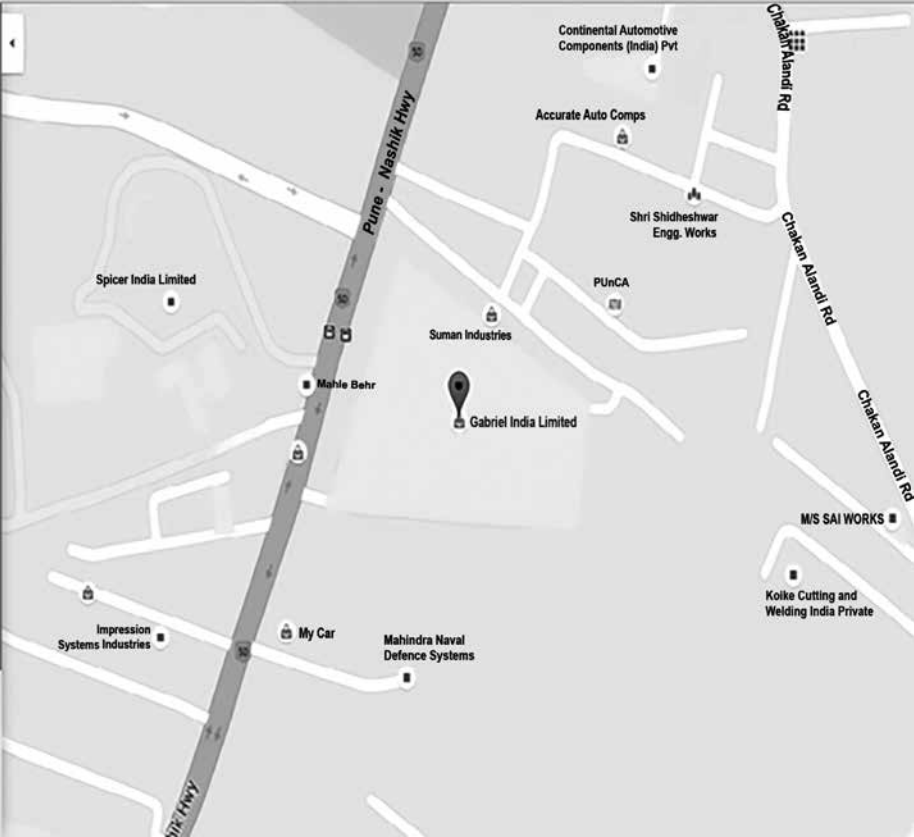 Continental Automotive
Components (India) Pvt
Chakan Alandi Rd
50
Accurate Auto Comps
Pune - Nashik Hwy
Shri Shidheshwar
Engg. Works
Chakan Alandi Rd
Spicer India Limited
PUnCA
50
Suman Industries
Mahle Behr
Gabriel India Limited
Chakan Alandi Rd
M/S SAI WORKS
Koike Cutting and
Welding India Private
Impression
Systems Industries
My Car
50
Mahindra Naval
Defence Systems
hik Hwy